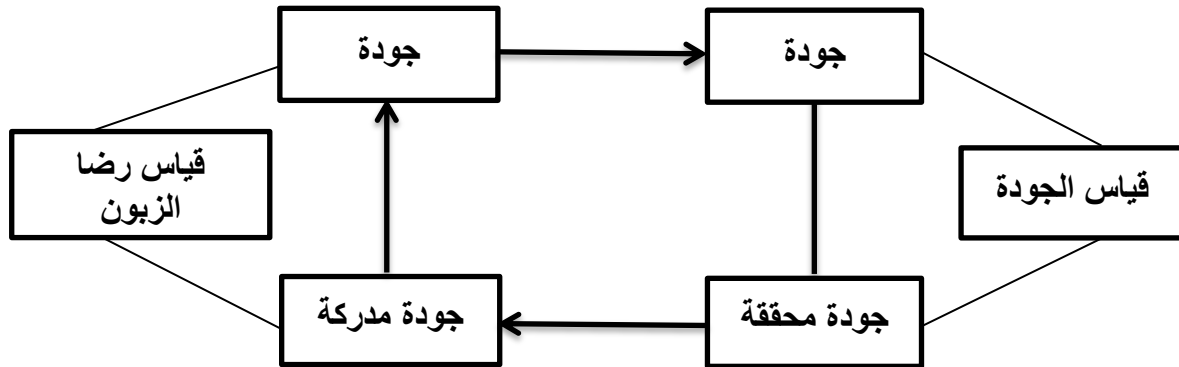 جودة
جودة
قياس رضا
الزبون
قياس الجودة
جودة مدركة
جودة محققة